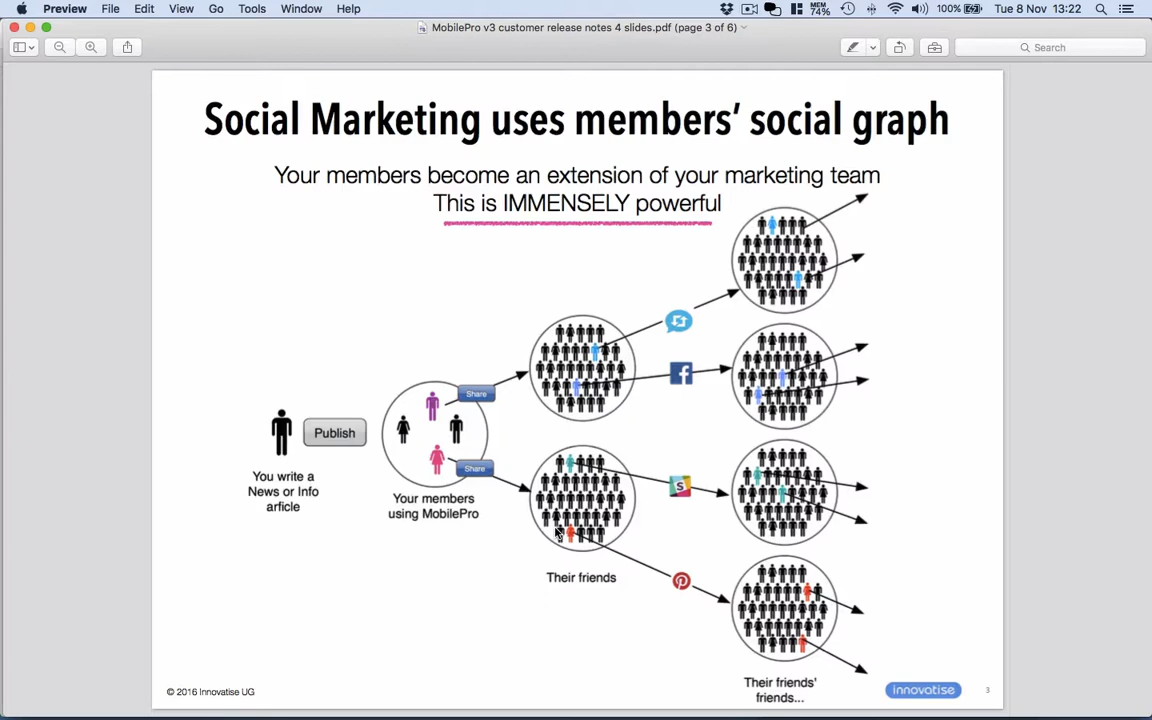 Preview File Edit View Go Tools Window Help
MEM 74% 100% Tue 8 Nov 13:22
MobilePro v3 customer release notes 4 slides.pdf (page 3 of 6)
Search
Social Marketing uses members’ social graph
Your members become an extension of your marketing team
This is IMMENSELY powerful
Share
Publish
Share
You write a
News or Info
article
Your members
using MobilePro
Their friends
Their friends’
friends...
© 2016 Innovatise UG
innovatise
3